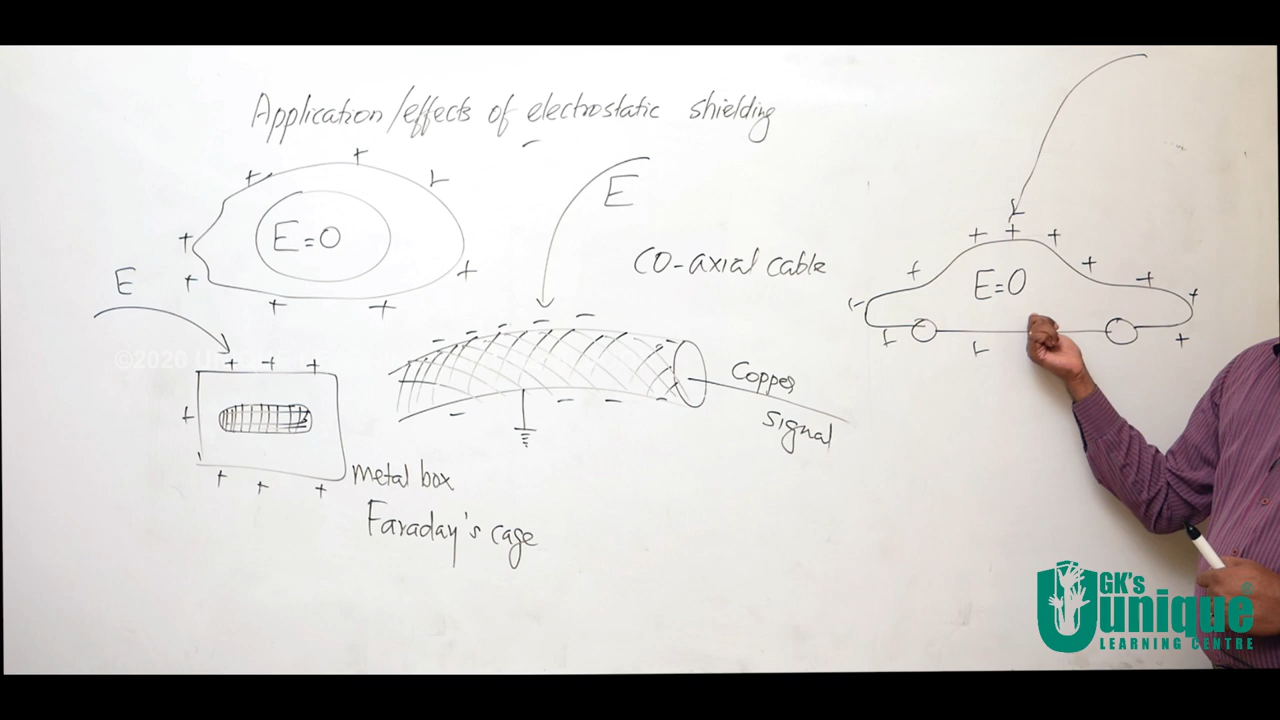 Application/effects of electrostatic shielding
E=0
E
E
CO-axial cable
E=0
Copper
signal
metal box
Faraday's cage
©2020 U
GK's
unique
LEARNING CENTRE